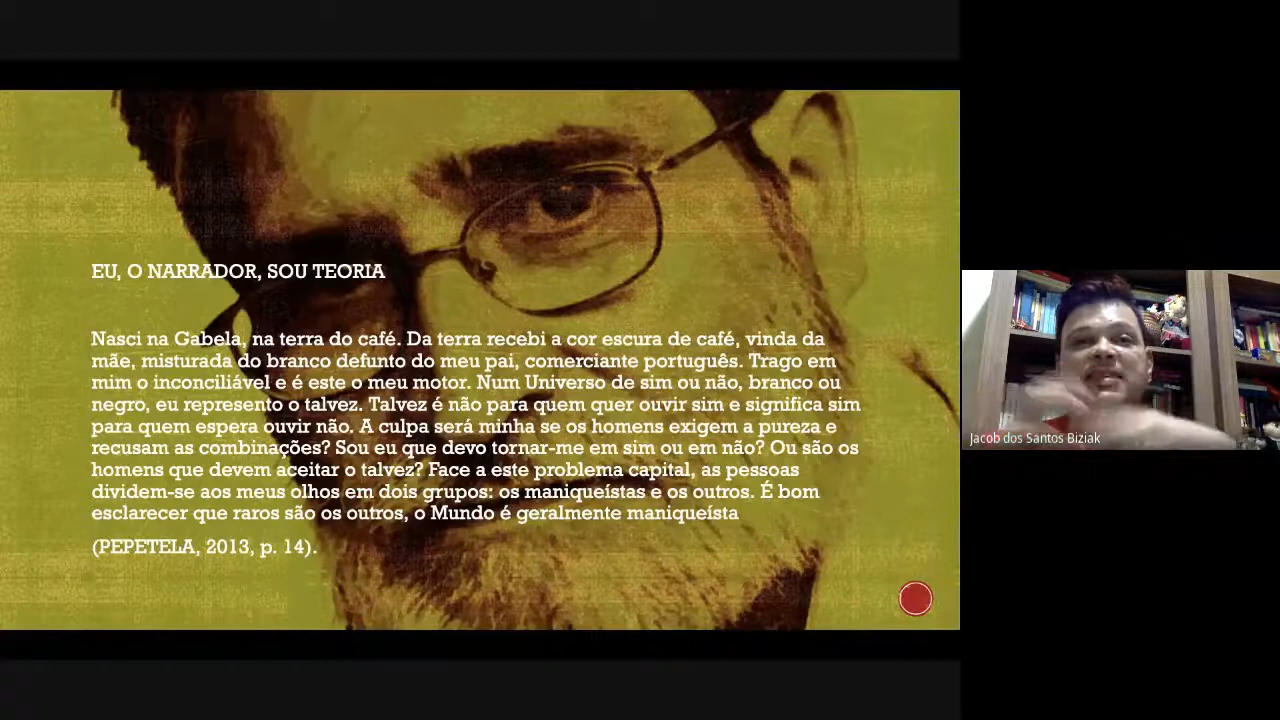 EU, O NARRADOR, SOU TEORIA
Nasci na Gabela, na terra do café. Da terra recebi a cor escura de café, vinda da
mãe, misturada do branco defunto do meu pai, comerciante português. Trago em
mim o inconciliável e é este o meu motor. Num Universo de sim ou não, branco ou
negro, eu represento o talvez. Talvez é não para quem quer ouvir sim e significa sim
para quem espera ouvir não. A culpa será minha se os homens exigem a pureza e
recusam as combinações? Sou eu que devo tornar-me em sim ou em não? Ou são os
homens que devem aceitar o talvez? Face a este problema capital, as pessoas
dividem-se aos meus olhos em dois grupos: os maniqueístas e os outros. É bom
esclarecer que raros são os outros, o Mundo é geralmente maniqueísta
(PEPETELA, 2013, p. 14).
Jacob dos Santos Biziak